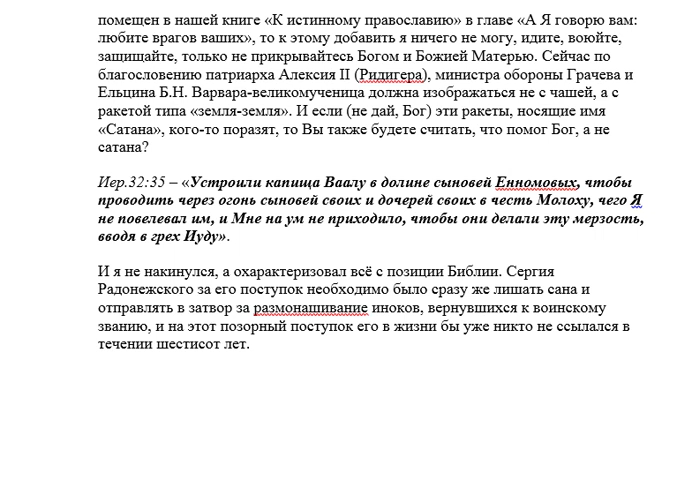 помещен в нашей книге «К истинному православию» в главе «А Я говорю вам:
любите врагов ваших», то к этому добавить я ничего не могу, идите, воюйте,
защищайте, только не прикрывайтесь Богом и Божией Матерью. Сейчас по
благословению патриарха Алексия II (Ридигера), министра обороны Грачева и
Ельцина Б.Н. Варвара-великомученица должна изображаться не с чашей, а с
ракетой типа «земля-земля». И если (не дай, Бог) эти ракеты, носящие имя
«Сатана», кого-то поразят, то Вы также будете считать, что помог Бог, а не
сатана?
Иер.32:35 – «Устроили капища Ваалу в долине сыновей Енномовых, чтобы
проводить через огонь сыновей своих и дочерей своих в честь Молоху, чего Я
не повелевал им, и Мне на ум не приходило, чтобы они делали эту мерзость,
вводя в грех Иуду».
И я не накинулся, а охарактеризовал всё с позиции Библии. Сергия
Радонежского за его поступок необходимо было сразу же лишать сана и
отправлять в затвор за размонашивание иноков, вернувшихся к воинскому
званию, и на этот позорный поступок его в жизни бы уже никто не ссылался в
течении шестисот лет.